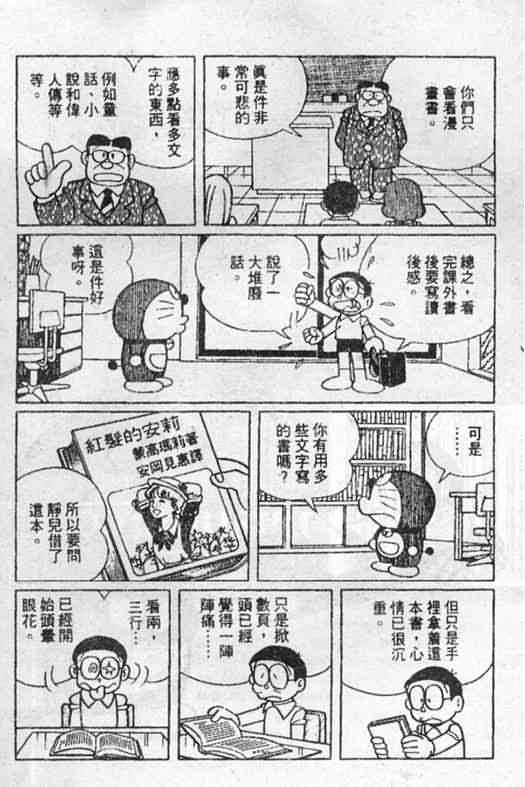 你們只
會看漫
畫書。
眞是件非
常可悲的
事。
應多點看多文
字的東西，
例如童
話、小
說和偉
人傳等
等。
總之，看
完課外書
後要寫讀
後感。
說了一
大堆廢
話。
這是件好
事呀。
可是
……
你有用多
些文字寫
的書嗎？
紅髮的安莉
蒙高瑪莉著
安岡見惠譯
所以要問
靜兒借了
這本。
但只是手
裡拿着這
本書，心
情已很沉
重。
只是掀
數頁，
頭已經
覺得一陣
陣痛……
看兩，
三行…
已經開
始頭暈
眼花。